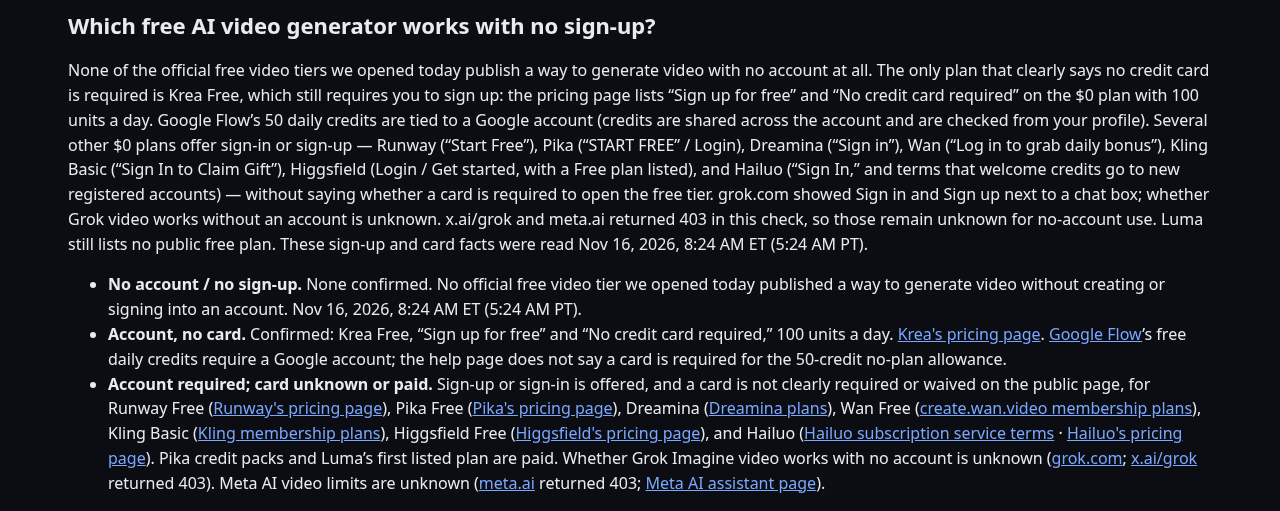 Which free AI video generator works with no sign-up?
None of the official free video tiers we opened today publish a way to generate video with no account at all. The only plan that clearly says no credit card
is required is Krea Free, which still requires you to sign up: the pricing page lists “Sign up for free” and “No credit card required” on the $0 plan with 100
units a day. Google Flow’s 50 daily credits are tied to a Google account (credits are shared across the account and are checked from your profile). Several
other $0 plans offer sign-in or sign-up — Runway (“Start Free”), Pika (“START FREE” / Login), Dreamina (“Sign in”), Wan (“Log in to grab daily bonus”), Kling
Basic (“Sign In to Claim Gift”), Higgsfield (Login / Get started, with a Free plan listed), and Hailuo (“Sign In,” and terms that welcome credits go to new
registered accounts) — without saying whether a card is required to open the free tier. grok.com showed Sign in and Sign up next to a chat box; whether
Grok video works without an account is unknown. x.ai/grok and meta.ai returned 403 in this check, so those remain unknown for no-account use. Luma
still lists no public free plan. These sign-up and card facts were read Nov 16, 2026, 8:24 AM ET (5:24 AM PT).
• No account / no sign-up. None confirmed. No official free video tier we opened today published a way to generate video without creating or
signing into an account. Nov 16, 2026, 8:24 AM ET (5:24 AM PT).
• Account, no card. Confirmed: Krea Free, “Sign up for free” and “No credit card required,” 100 units a day. Krea's pricing page. Google Flow’s free
daily credits require a Google account; the help page does not say a card is required for the 50-credit no-plan allowance.
• Account required; card unknown or paid. Sign-up or sign-in is offered, and a card is not clearly required or waived on the public page, for
Runway Free (Runway's pricing page), Pika Free (Pika's pricing page), Dreamina (Dreamina plans), Wan Free (create.wan.video membership plans),
Kling Basic (Kling membership plans), Higgsfield Free (Higgsfield's pricing page), and Hailuo (Hailuo subscription service terms · Hailuo's pricing
page). Pika credit packs and Luma’s first listed plan are paid. Whether Grok Imagine video works with no account is unknown (grok.com; x.ai/grok
returned 403). Meta AI video limits are unknown (meta.ai returned 403; Meta AI assistant page).